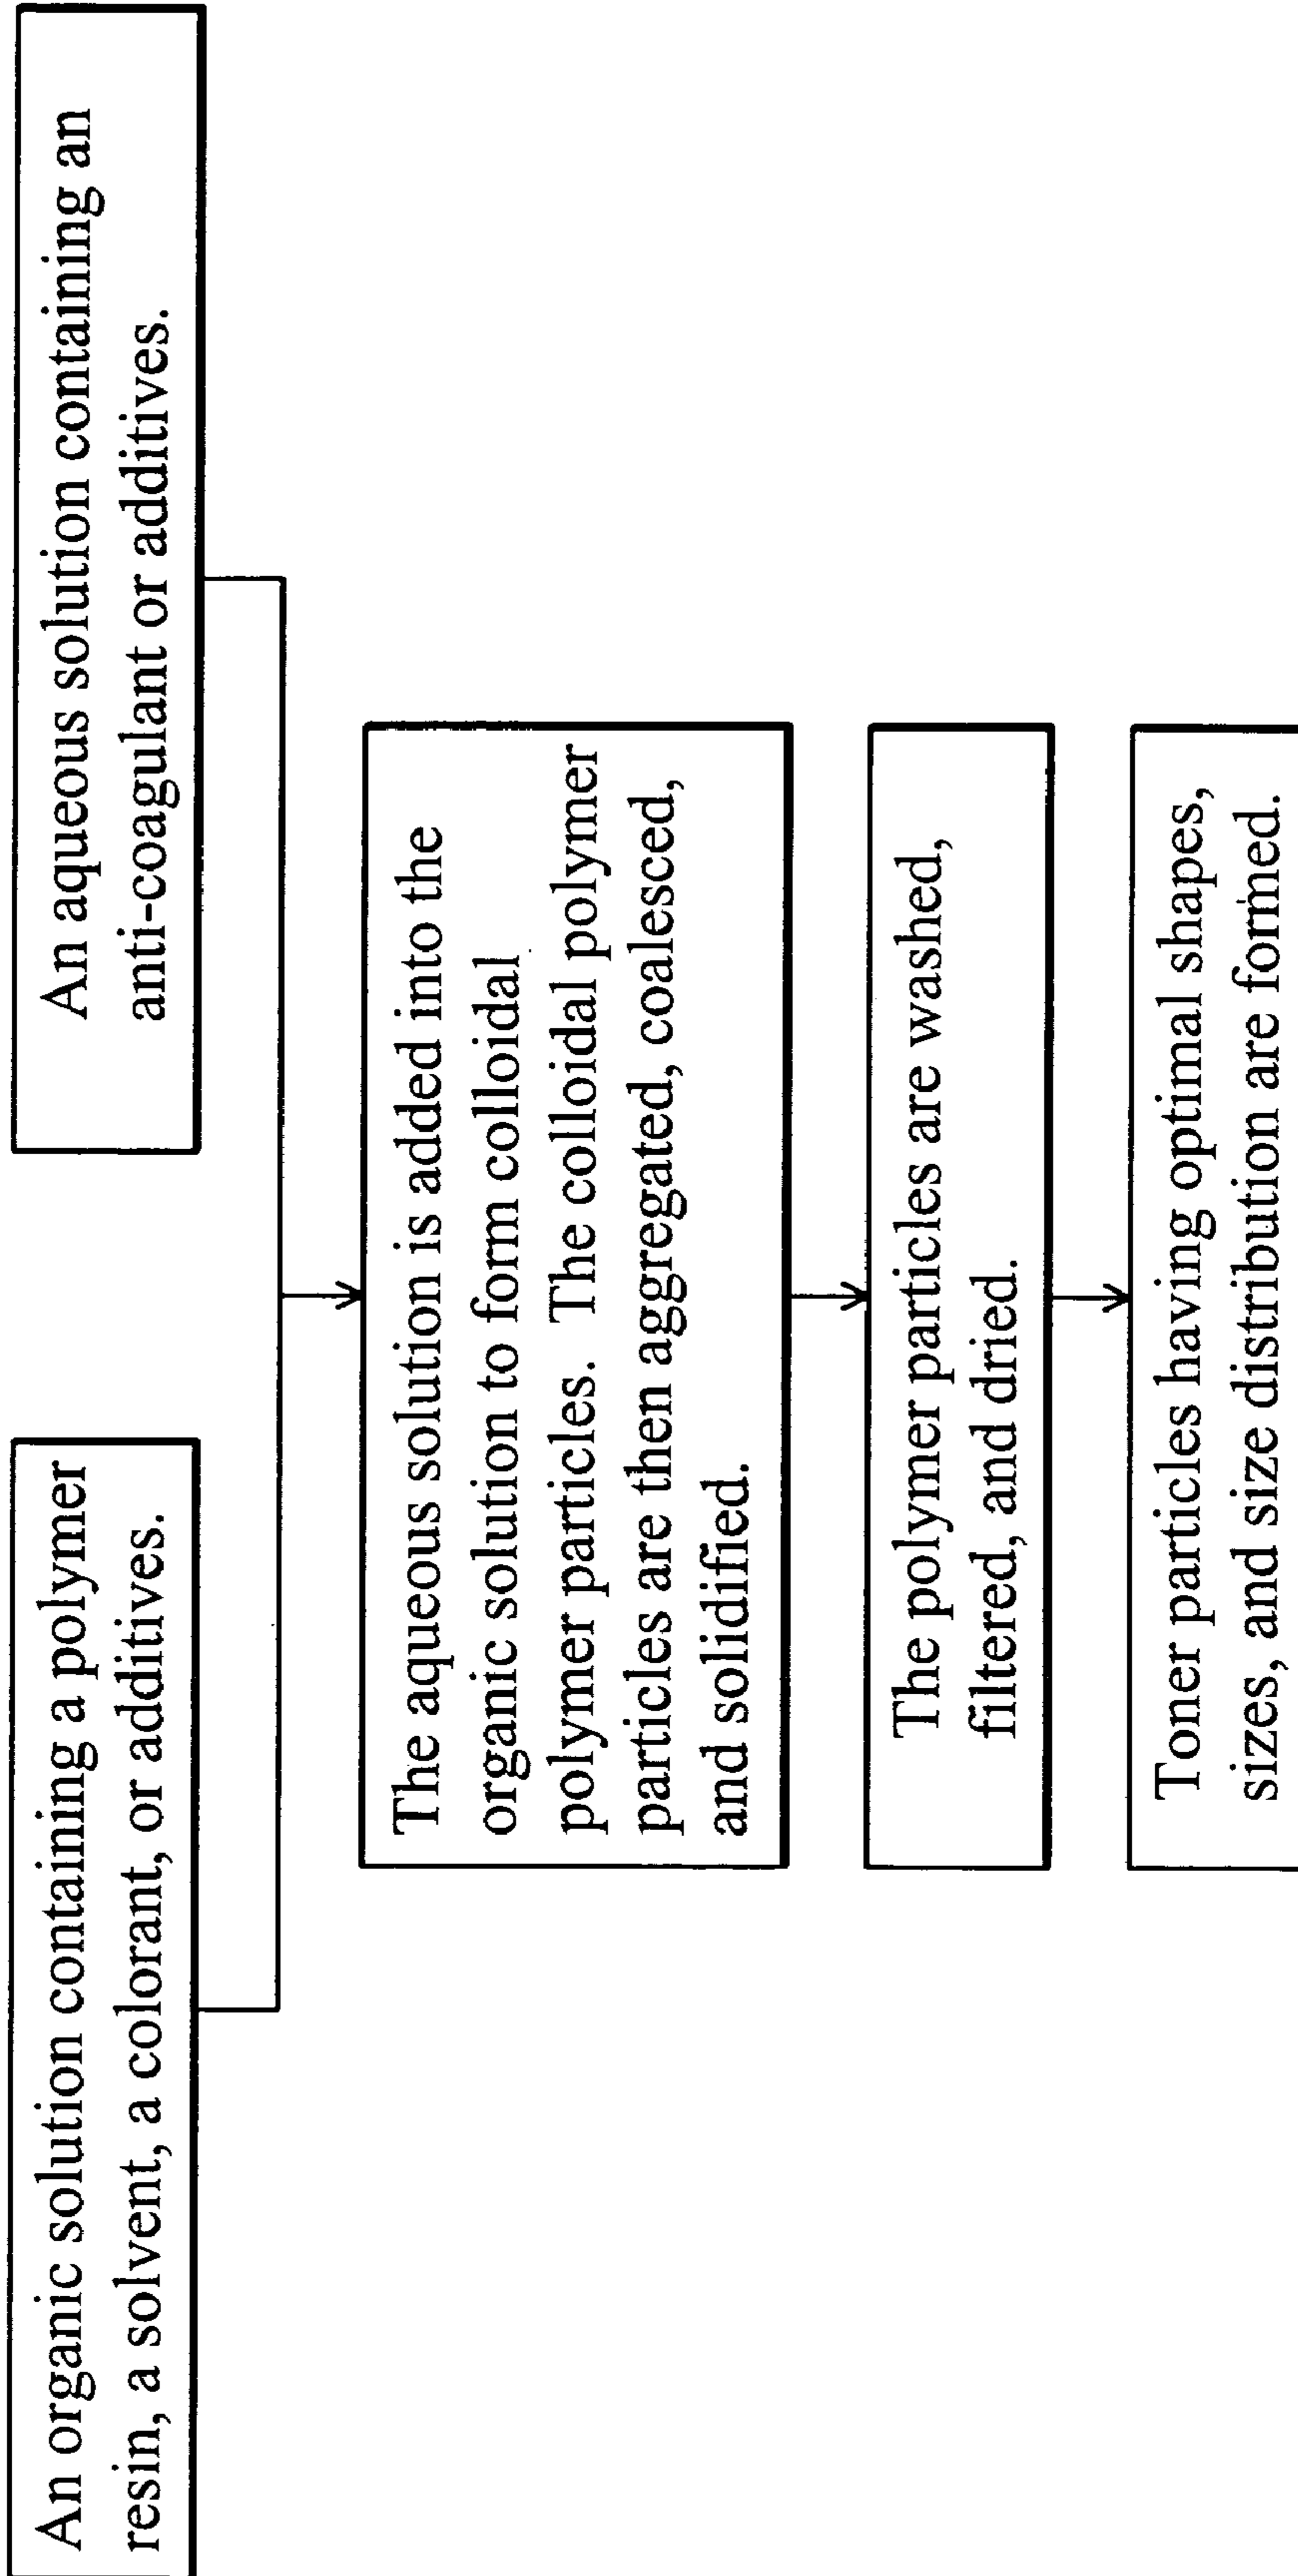 An organic solution containing a polymer
resin, a solvent, a colorant, or additives.
An aqueous solution containing an
anti-coagulant or additives.
The aqueous solution is added into the
organic solution to form colloidal
polymer particles. The colloidal polymer
particles are then aggregated, coalesced,
and solidified.
The polymer particles are washed,
filtered, and dried.
Toner particles having optimal shapes,
sizes, and size distribution are formed.